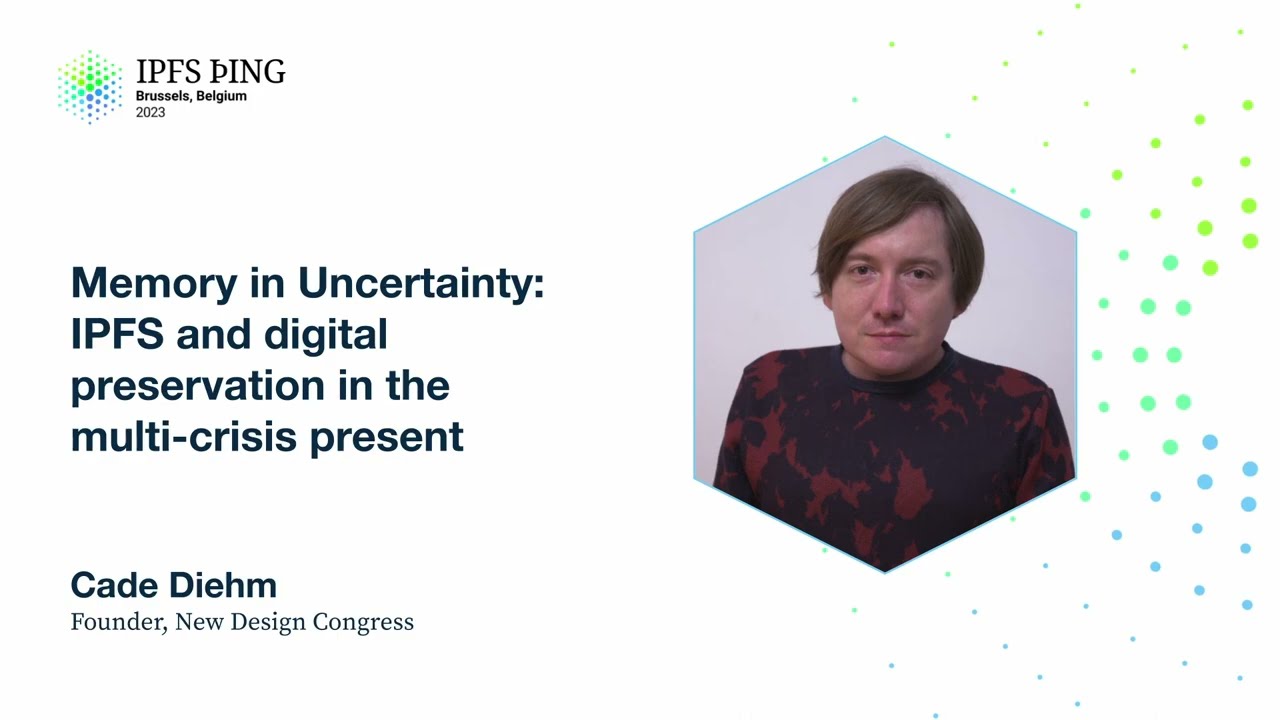 IPFS ÞING
Brussels, Belgium
2023
Memory in Uncertainty:
IPFS and digital
preservation in the
multi-crisis present
Cade Diehm
Founder, New Design Congress